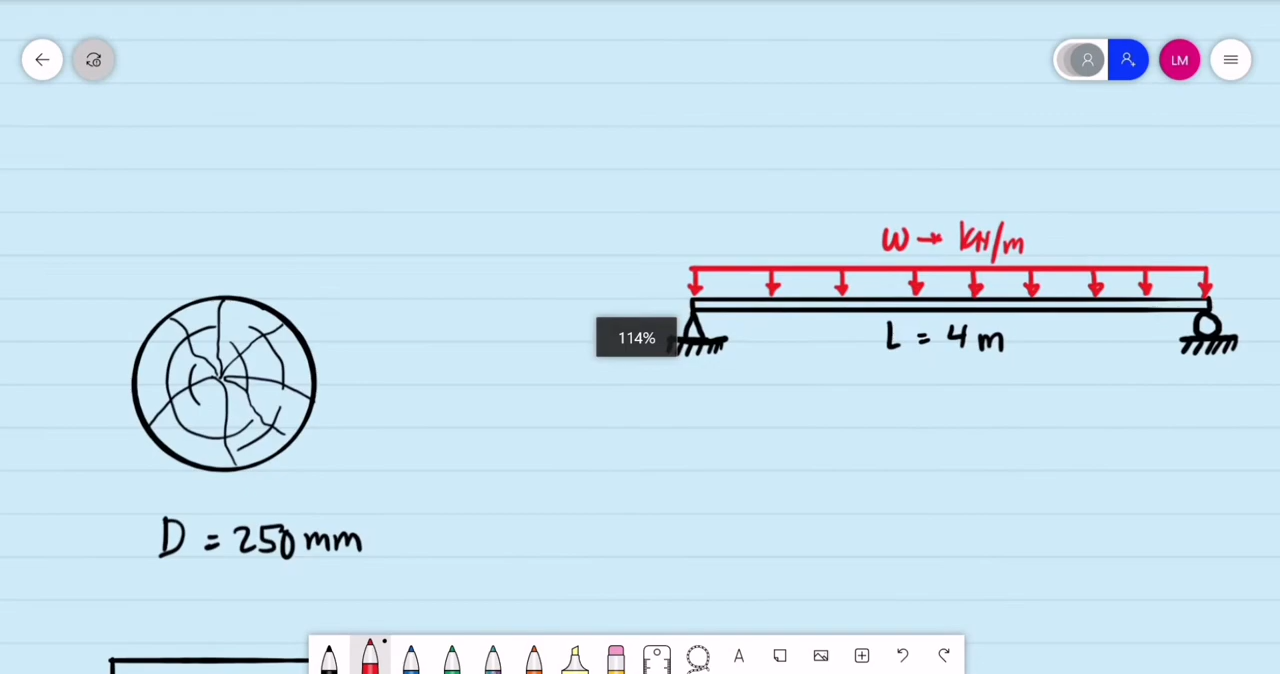 LM
w → kN/m
114%
L = 4 m
D = 250 mm
A